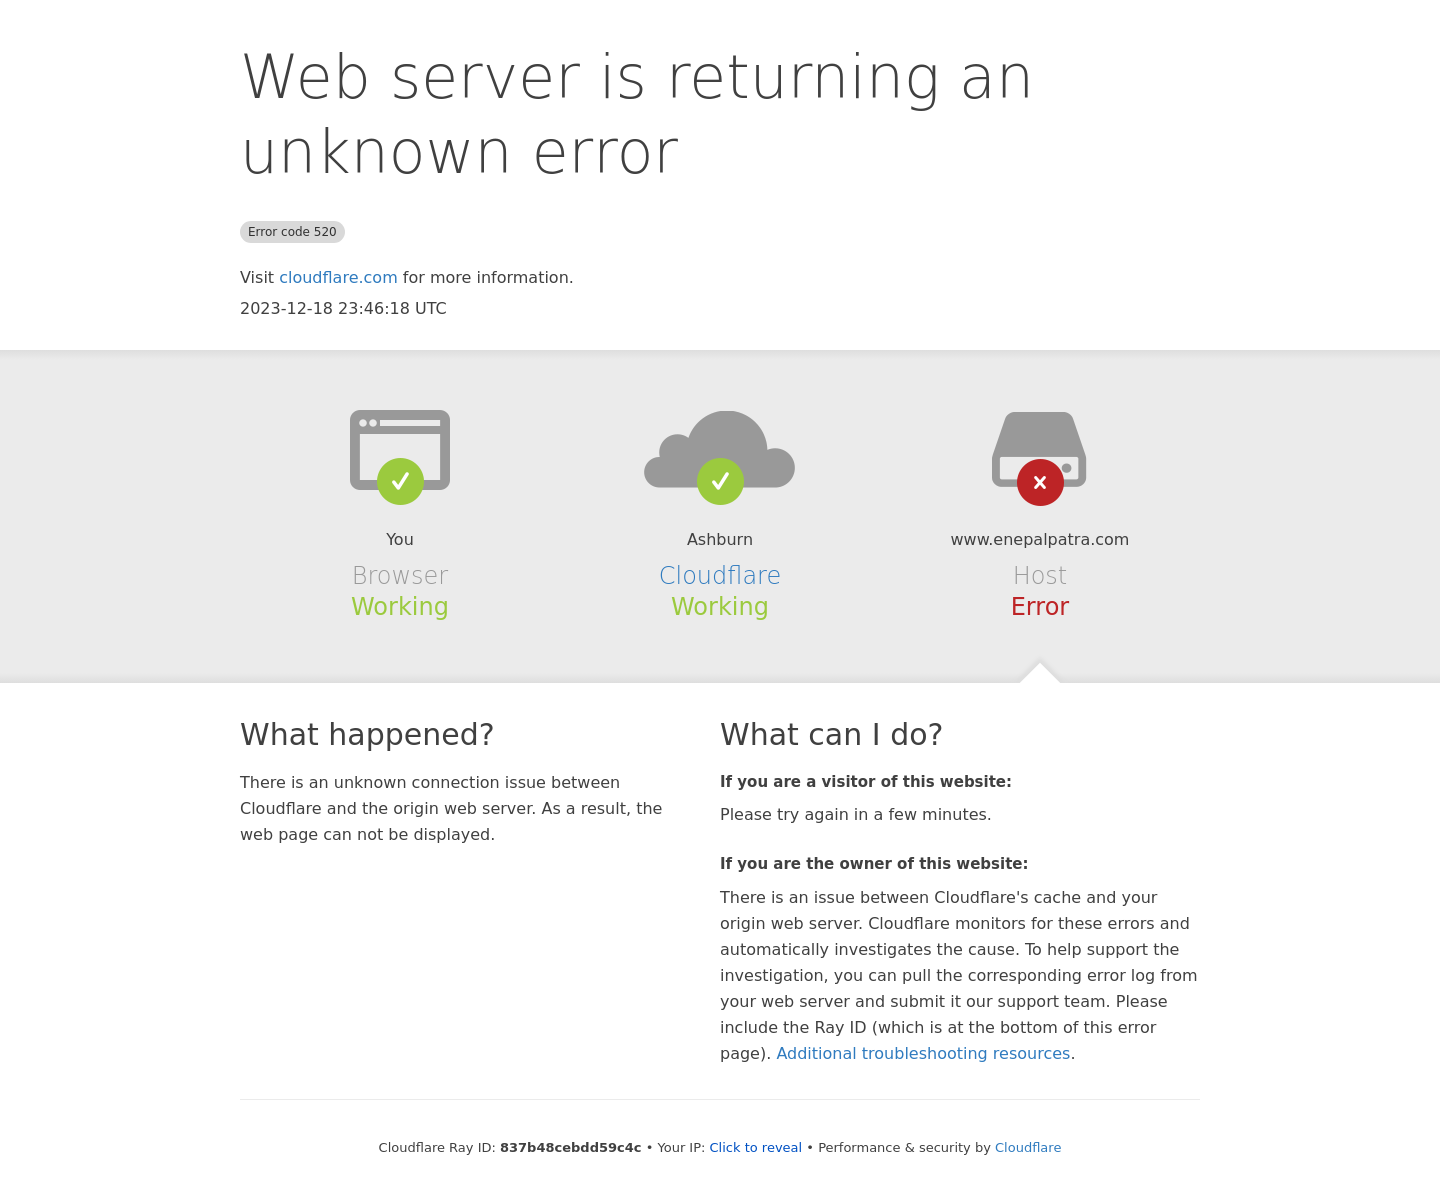 Web server is returning an
unknown error
Error code 520
Visit cloudflare.com for more information.
2023-12-18 23:46:18 UTC
You
Browser
Working
Ashburn
Cloudflare
Working
www.enepalpatra.com
Host
Error
What happened?
There is an unknown connection issue between
Cloudflare and the origin web server. As a result, the
web page can not be displayed.
What can I do?
If you are a visitor of this website:
Please try again in a few minutes.
If you are the owner of this website:
There is an issue between Cloudflare's cache and your
origin web server. Cloudflare monitors for these errors and
automatically investigates the cause. To help support the
investigation, you can pull the corresponding error log from
your web server and submit it our support team. Please
include the Ray ID (which is at the bottom of this error
page). Additional troubleshooting resources.
Cloudflare Ray ID: 837b48cebdd59c4c • Your IP: Click to reveal • Performance & security by Cloudflare